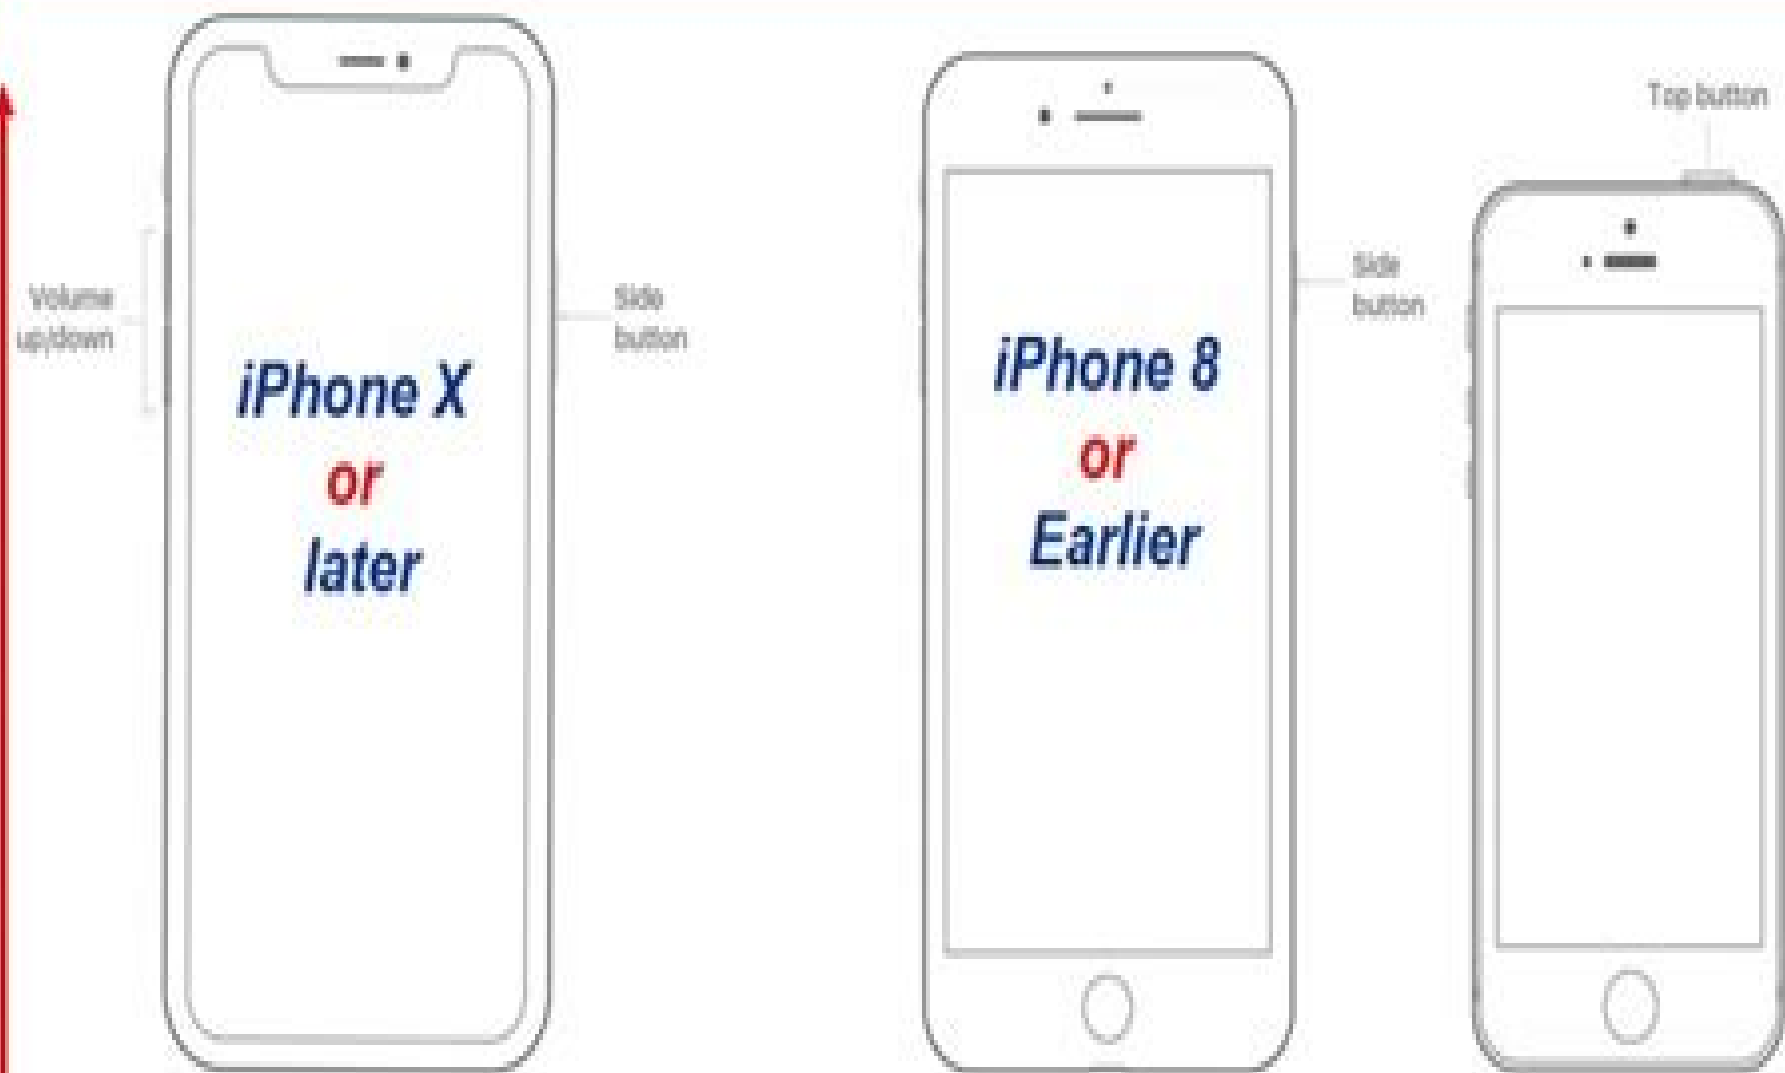 Volume
up/down
iPhone X
or
later
Side
button
iPhone 8
or
Earlier
Side
button
Top button